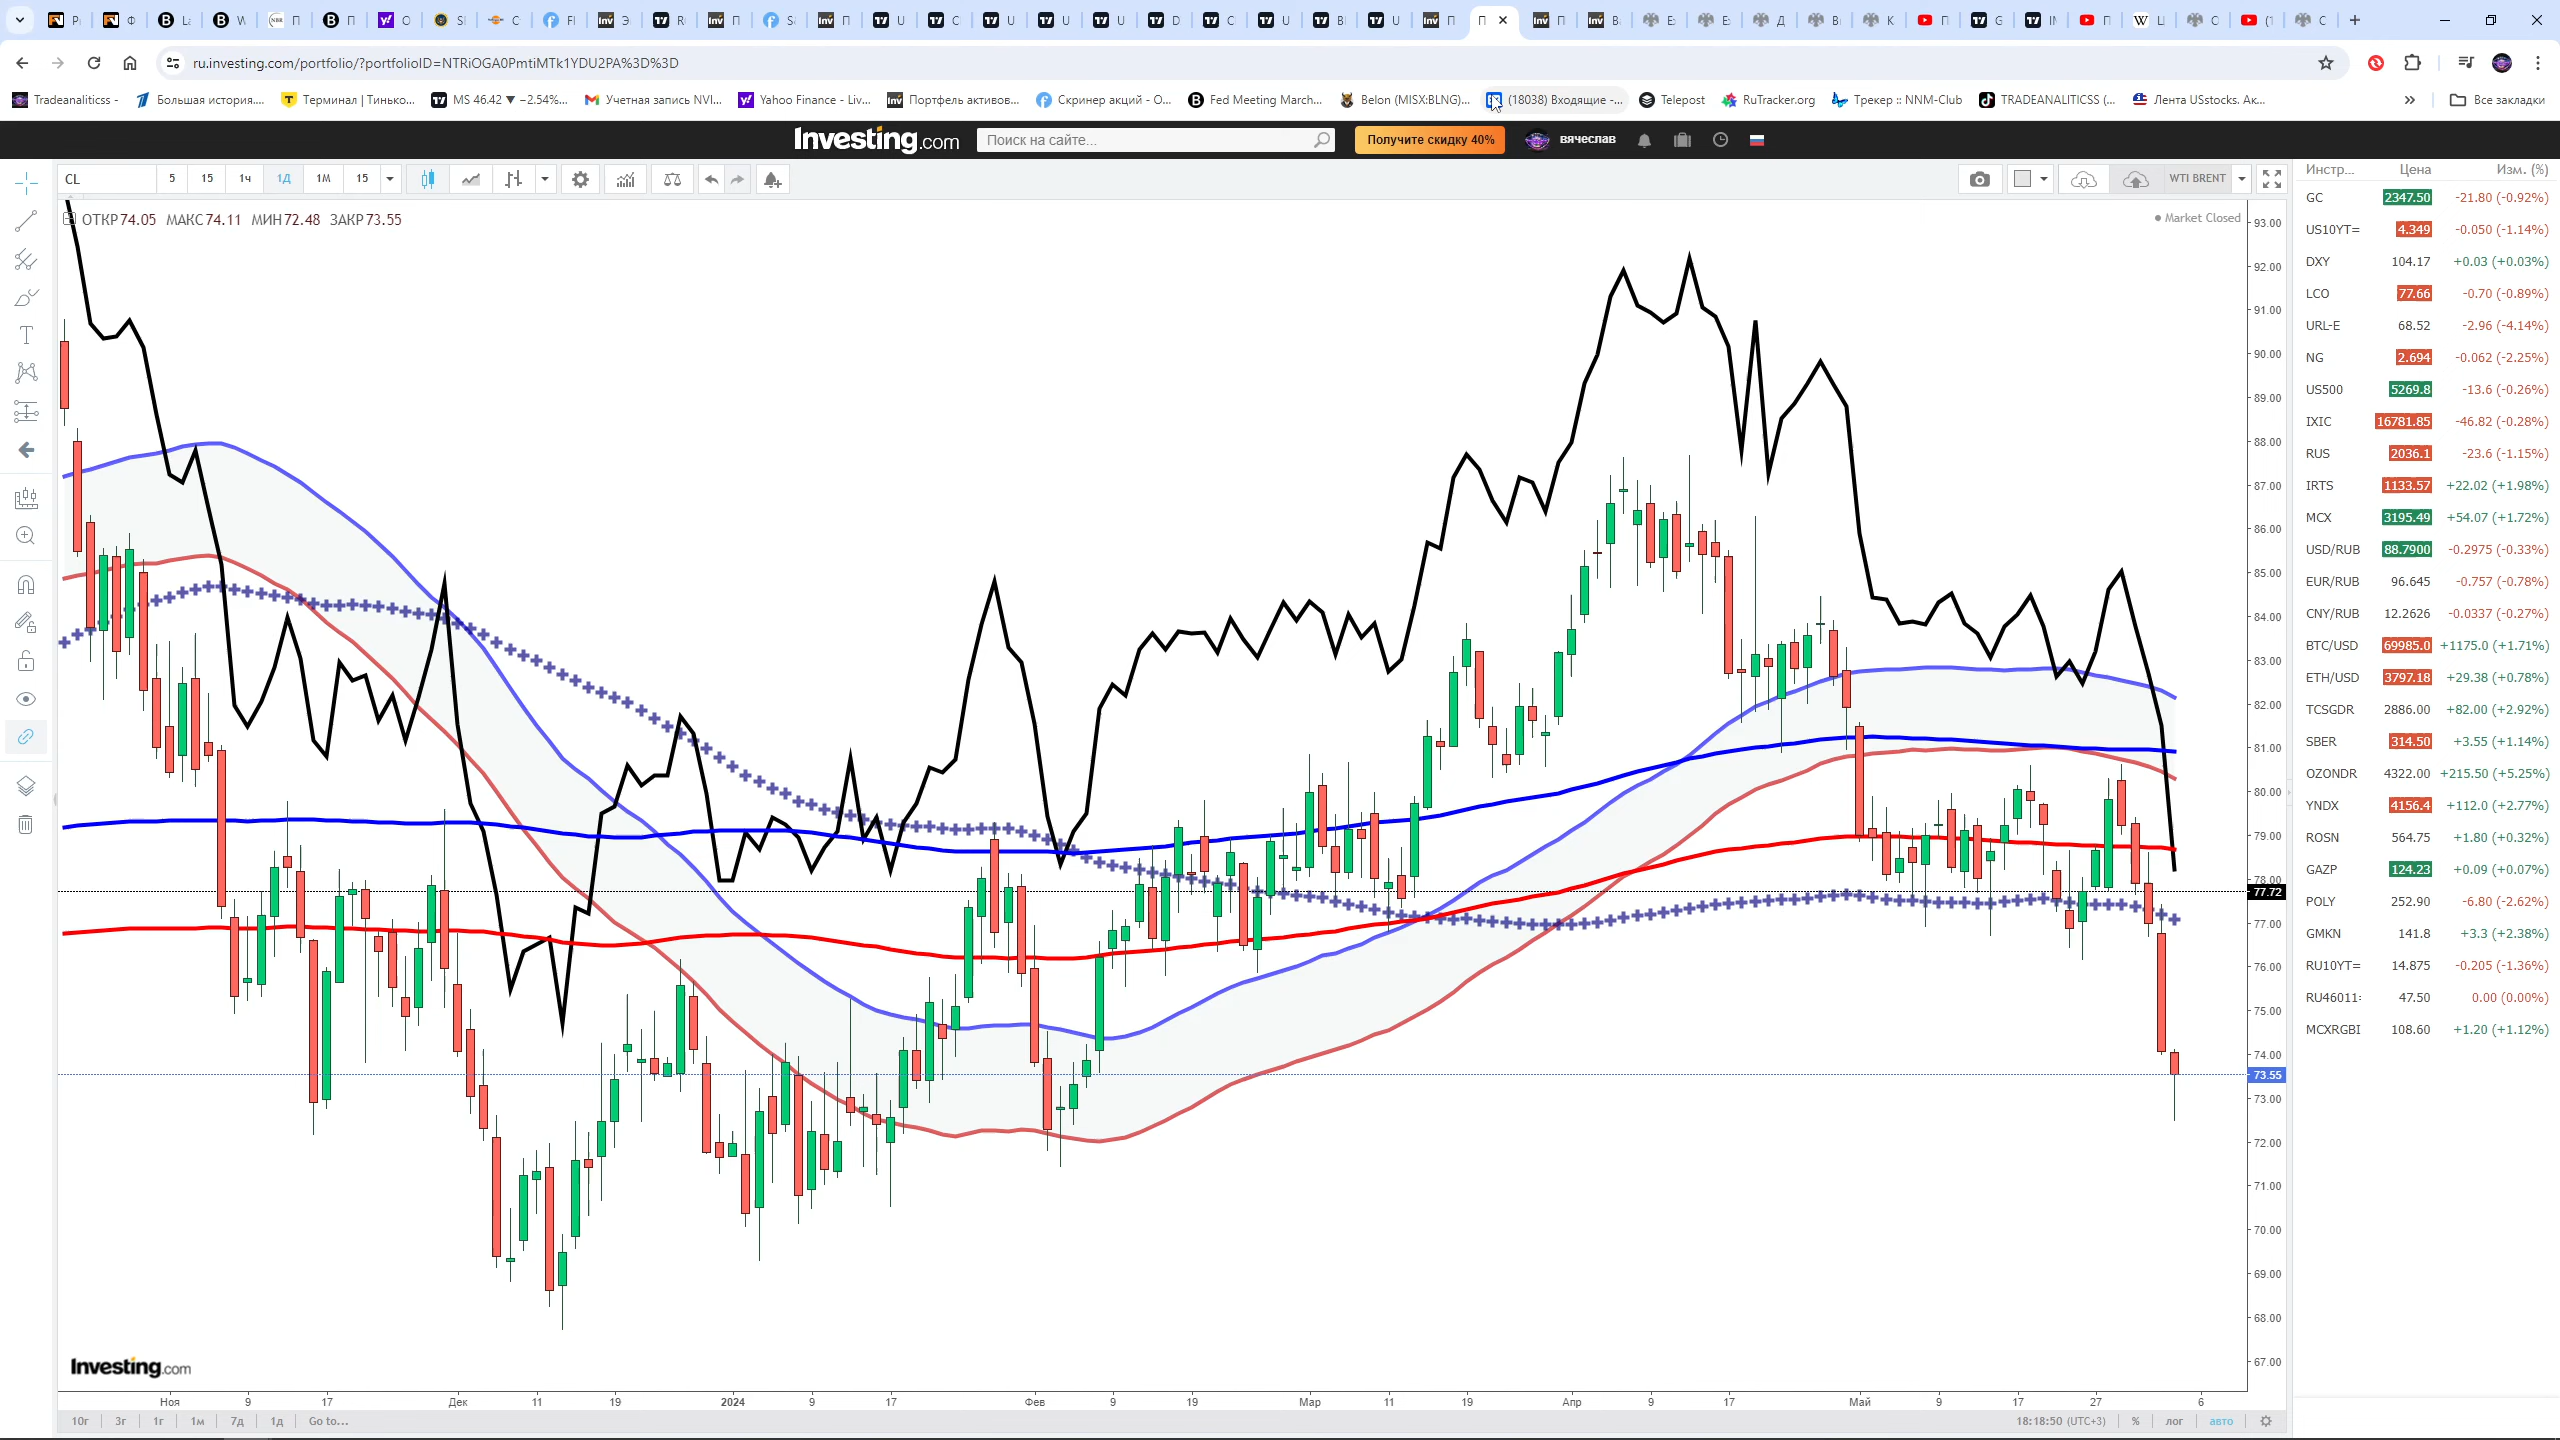 ru.investing.com/portfolio/?portfolioID=NTRiOGA0PmtiMTk1YDU2PA%3D%3D
Tradeanaliticss - Большая история.... Терминал | Тинько... MS 46.42 ▼ −2.54%... Учетная запись NVI... Yahoo Finance - Liv... Портфель активов... Скринер акций - O... Fed Meeting March... Belon (MISX:BLNG)... (18038) Входящие -... Telepost RuTracker.org Трекер :: NNM-Club TRADEANALITICSS (... Лента USstocks. Ак... » Все закладки
Investing.com Поиск на сайте... Получите скидку 40% вячеслав
CL 5 15 1ч 1Д 1М 15 WTI BRENT
ОТКР74.05 МАКС74.11 МИН72.48 ЗАКР73.55
Market Closed
93.00
92.00
91.00
90.00
89.00
88.00
87.00
86.00
85.00
84.00
83.00
82.00
81.00
80.00
79.00
78.00
77.72
77.00
76.00
75.00
74.00
73.55
73.00
72.00
71.00
70.00
69.00
68.00
67.00
Investing.com
Ноя 9 17 Дек 11 19 2024 9 17 Фев 9 19 Мар 11 19 Апр 9 17 Май 9 17 27 6
10г 3г 1г 1м 7д 1д Go to... 18:18:50 (UTC+3) % лог авто
Инстр... Цена Изм. (%)
GC 2347.50 -21.80 (-0.92%)
US10YT= 4.349 -0.050 (-1.14%)
DXY 104.17 +0.03 (+0.03%)
LCO 77.66 -0.70 (-0.89%)
URL-E 68.52 -2.96 (-4.14%)
NG 2.694 -0.062 (-2.25%)
US500 5269.8 -13.6 (-0.26%)
IXIC 16781.85 -46.82 (-0.28%)
RUS 2036.1 -23.6 (-1.15%)
IRTS 1133.57 +22.02 (+1.98%)
MCX 3195.49 +54.07 (+1.72%)
USD/RUB 88.7900 -0.2975 (-0.33%)
EUR/RUB 96.645 -0.757 (-0.78%)
CNY/RUB 12.2626 -0.0337 (-0.27%)
BTC/USD 69985.0 +1175.0 (+1.71%)
ETH/USD 3797.18 +29.38 (+0.78%)
TCSGDR 2886.00 +82.00 (+2.92%)
SBER 314.50 +3.55 (+1.14%)
OZONDR 4322.00 +215.50 (+5.25%)
YNDX 4156.4 +112.0 (+2.77%)
ROSN 564.75 +1.80 (+0.32%)
GAZP 124.23 +0.09 (+0.07%)
POLY 252.90 -6.80 (-2.62%)
GMKN 141.8 +3.3 (+2.38%)
RU10YT= 14.875 -0.205 (-1.36%)
RU46011: 47.50 0.00 (0.00%)
MCXRGBI 108.60 +1.20 (+1.12%)